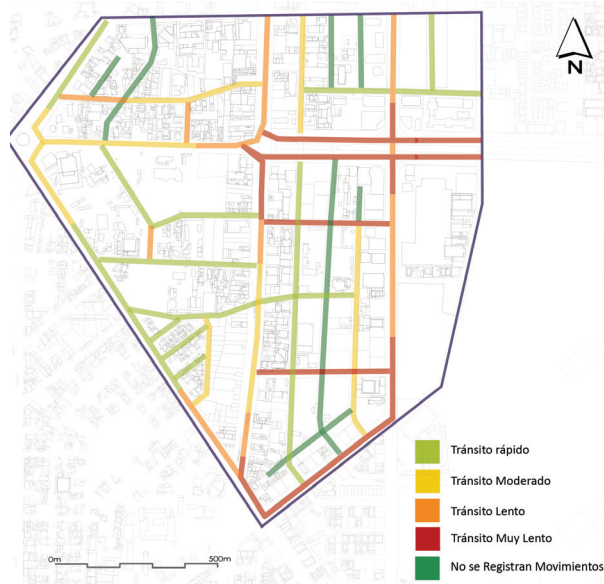 N
Tránsito rápido
Tránsito Moderado
Tránsito Lento
Tránsito Muy Lento
No se Registran Movimientos
0m 500m